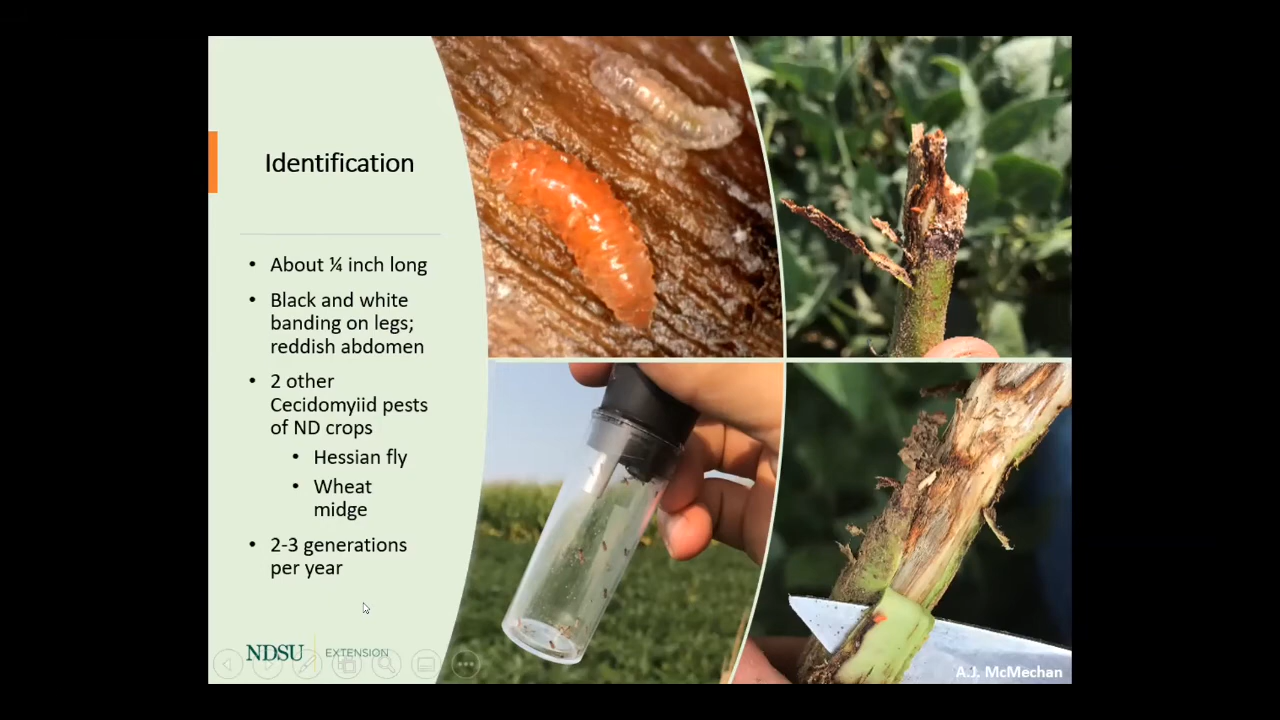 Identification
• About ¼ inch long
• Black and white
banding on legs;
reddish abdomen
• 2 other
Cecidomyiid pests
of ND crops
• Hessian fly
• Wheat
midge
• 2-3 generations
per year
NDSU EXTENSION
A.J. McMechan